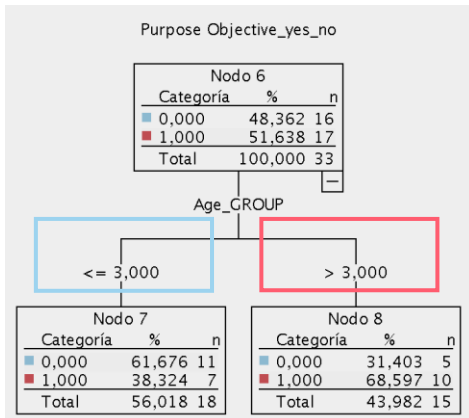 Purpose Objective_yes_no
Nodo 6
Categoría % n
0,000 48,362 16
1,000 51,638 17
Total 100,000 33
Age_GROUP
<= 3,000
> 3,000
Nodo 7
Categoría % n
0,000 61,676 11
1,000 38,324 7
Total 56,018 18
Nodo 8
Categoría % n
0,000 31,403 5
1,000 68,597 10
Total 43,982 15